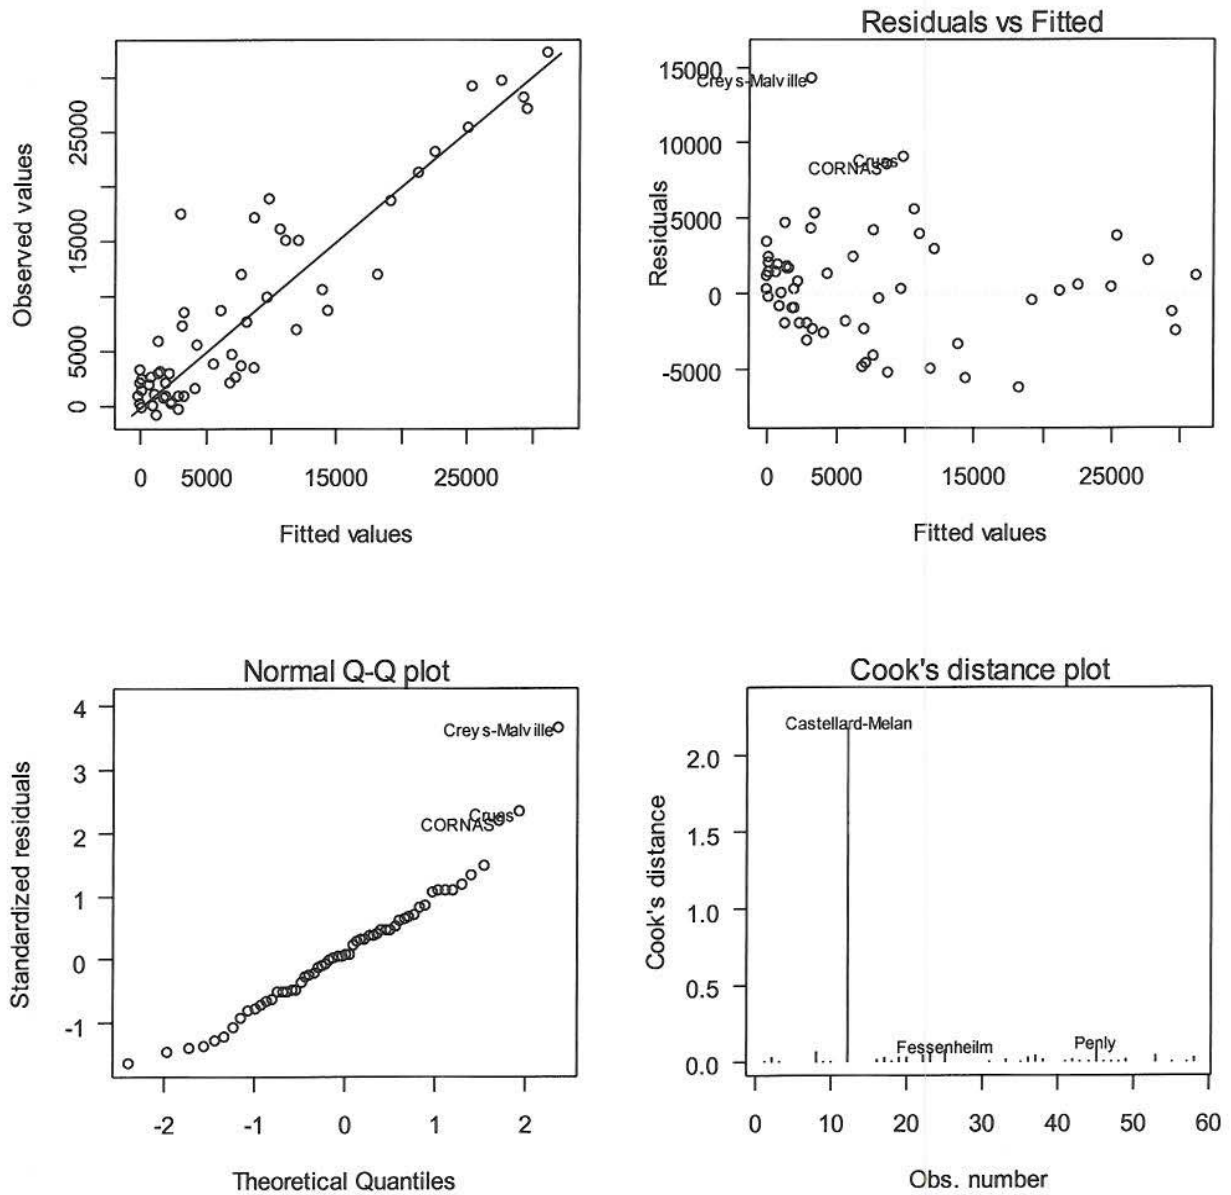 Observed values
25000
15000
5000
0
0 5000 15000 25000
Fitted values
Residuals vs Fitted
Residuals
15000
10000
5000
0
-5000
Creys-Malville
Crues
CORNAS
0 5000 15000 25000
Fitted values
Normal Q-Q plot
Standardized residuals
4
3
2
1
0
-1
Creys-Malville
Crues
CORNAS
-2 -1 0 1 2
Theoretical Quantiles
Cook's distance plot
Cook's distance
2.0
1.5
1.0
0.5
0.0
Castellard-Melan
Fessenheilm
Penly
0 10 20 30 40 50 60
Obs. number